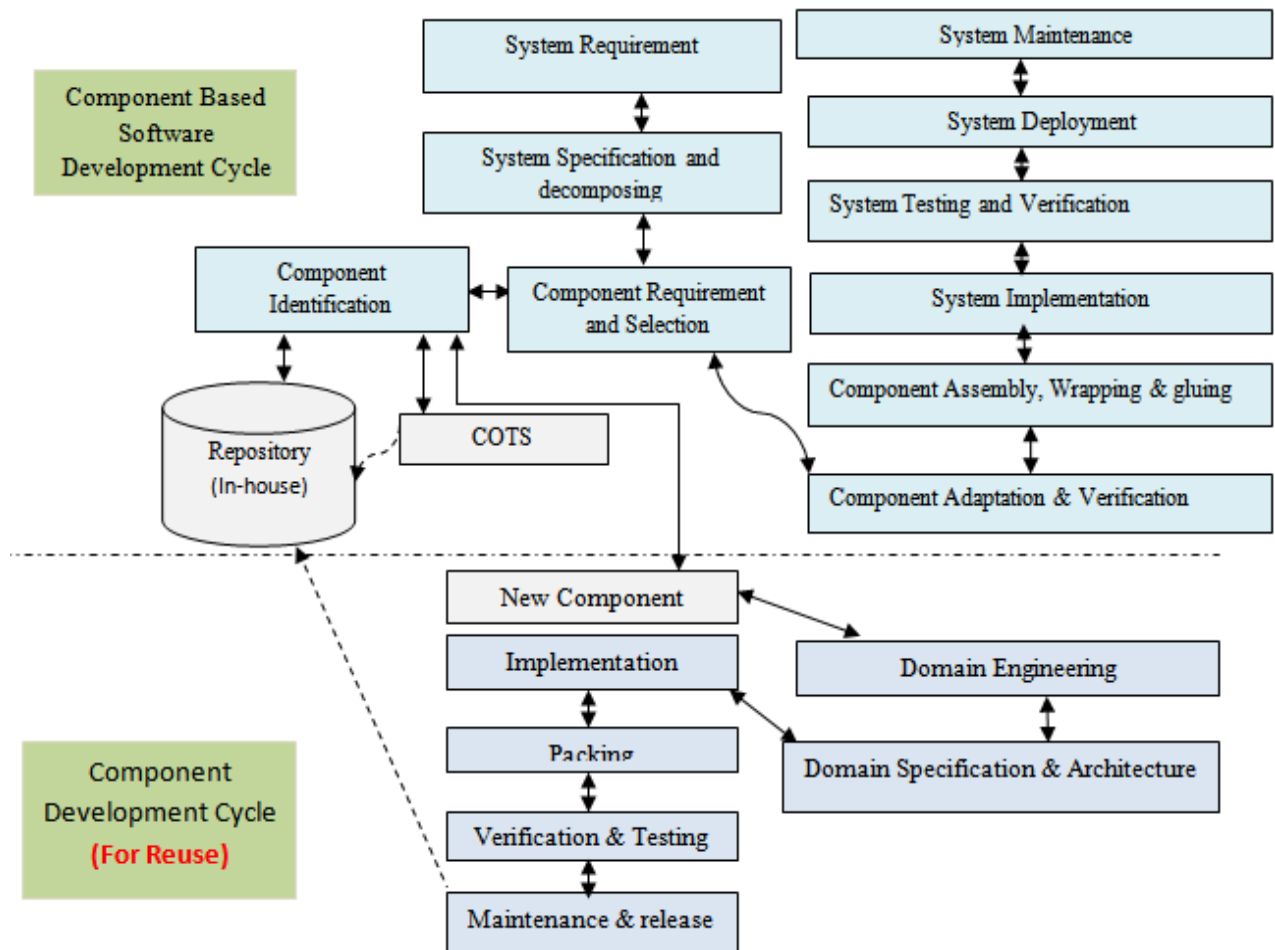 Component Based
Software
Development Cycle
System Requirement
System Specification and
decomposing
Component
Identification
Component Requirement
and Selection
Repository
(In-house)
COTS
System Maintenance
System Deployment
System Testing and Verification
System Implementation
Component Assembly, Wrapping & gluing
Component Adaptation & Verification
Component
Development Cycle
(For Reuse)
New Component
Implementation
Packing
Verification & Testing
Maintenance & release
Domain Engineering
Domain Specification & Architecture